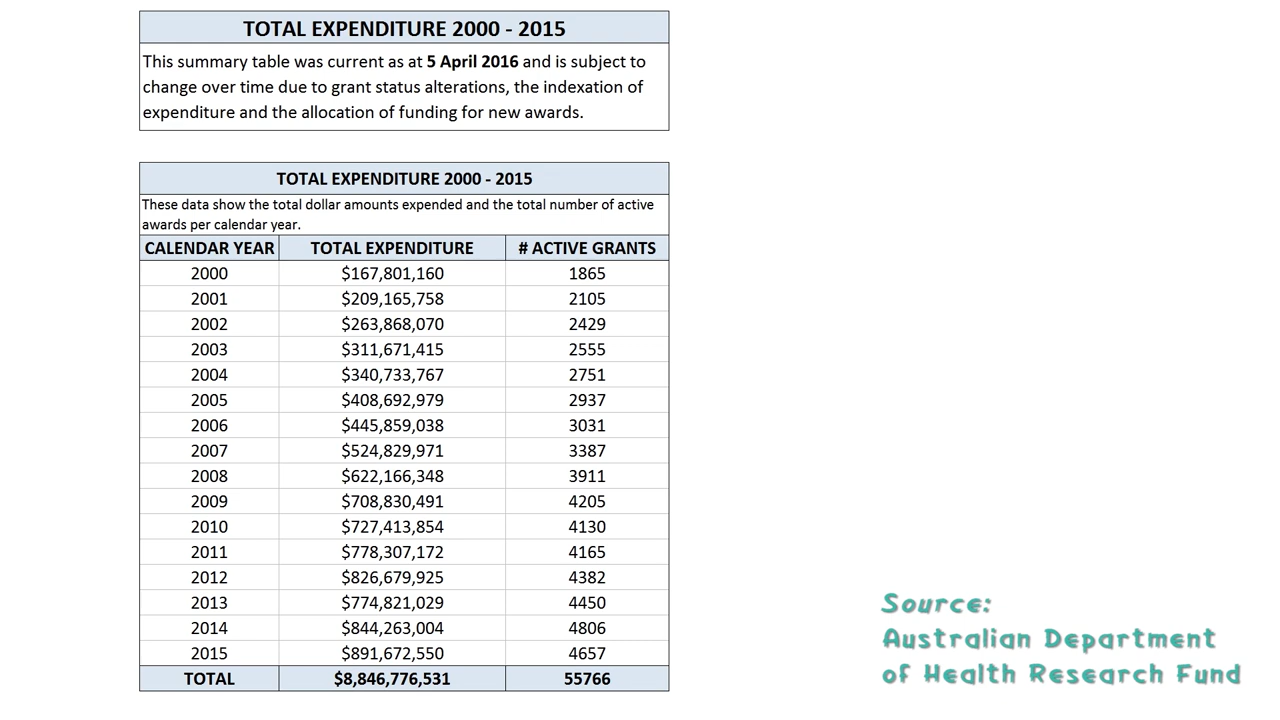 TOTAL EXPENDITURE 2000 - 2015
This summary table was current as at 5 April 2016 and is subject to
change over time due to grant status alterations, the indexation of
expenditure and the allocation of funding for new awards.
TOTAL EXPENDITURE 2000 - 2015
These data show the total dollar amounts expended and the total number of active
awards per calendar year.
CALENDAR YEAR TOTAL EXPENDITURE # ACTIVE GRANTS
2000 $167,801,160 1865
2001 $209,165,758 2105
2002 $263,868,070 2429
2003 $311,671,415 2555
2004 $340,733,767 2751
2005 $408,692,979 2937
2006 $445,859,038 3031
2007 $524,829,971 3387
2008 $622,166,348 3911
2009 $708,830,491 4205
2010 $727,413,854 4130
2011 $778,307,172 4165
2012 $826,679,925 4382
2013 $774,821,029 4450
2014 $844,263,004 4806
2015 $891,672,550 4657
TOTAL $8,846,776,531 55766
Source:
Australian Department
of Health Research Fund